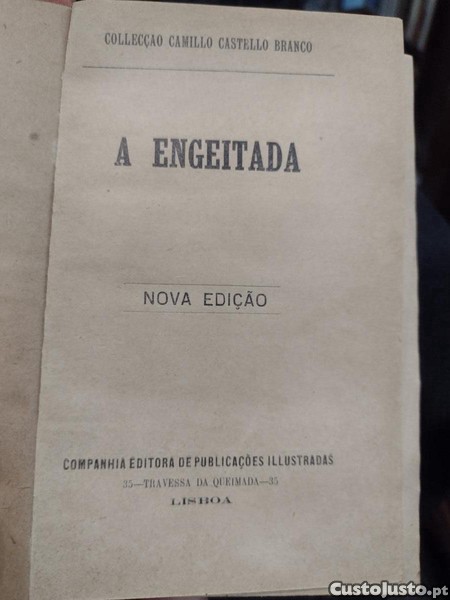 COLLECÇAO CAMILLO CASTELLO BRANCO
A ENGEITADA
NOVA EDIÇÃO
COMPANHIA EDITORA DE PUBLICAÇÕES ILLUSTRADAS
35—TRAVESSA DA QUEIMADA—35
LISBOA
CustoJusto.pt